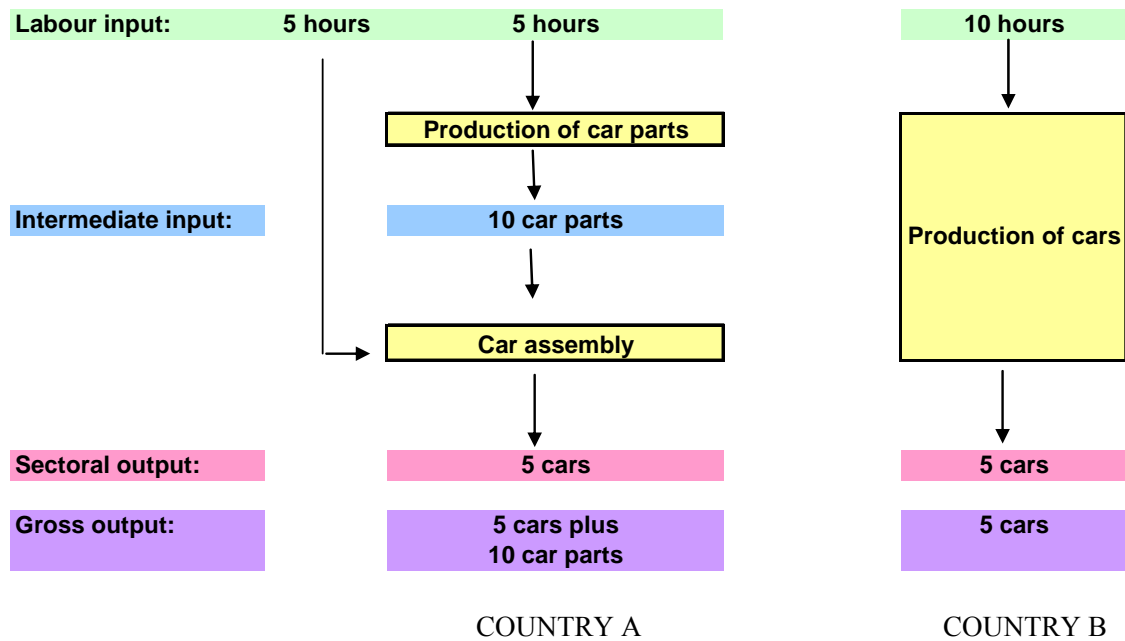 Labour input: 5 hours 5 hours 10 hours
Production of car parts
Intermediate input: 10 car parts
Production of cars
Car assembly
Sectoral output: 5 cars 5 cars
Gross output: 5 cars plus 5 cars
10 car parts
COUNTRY A COUNTRY B